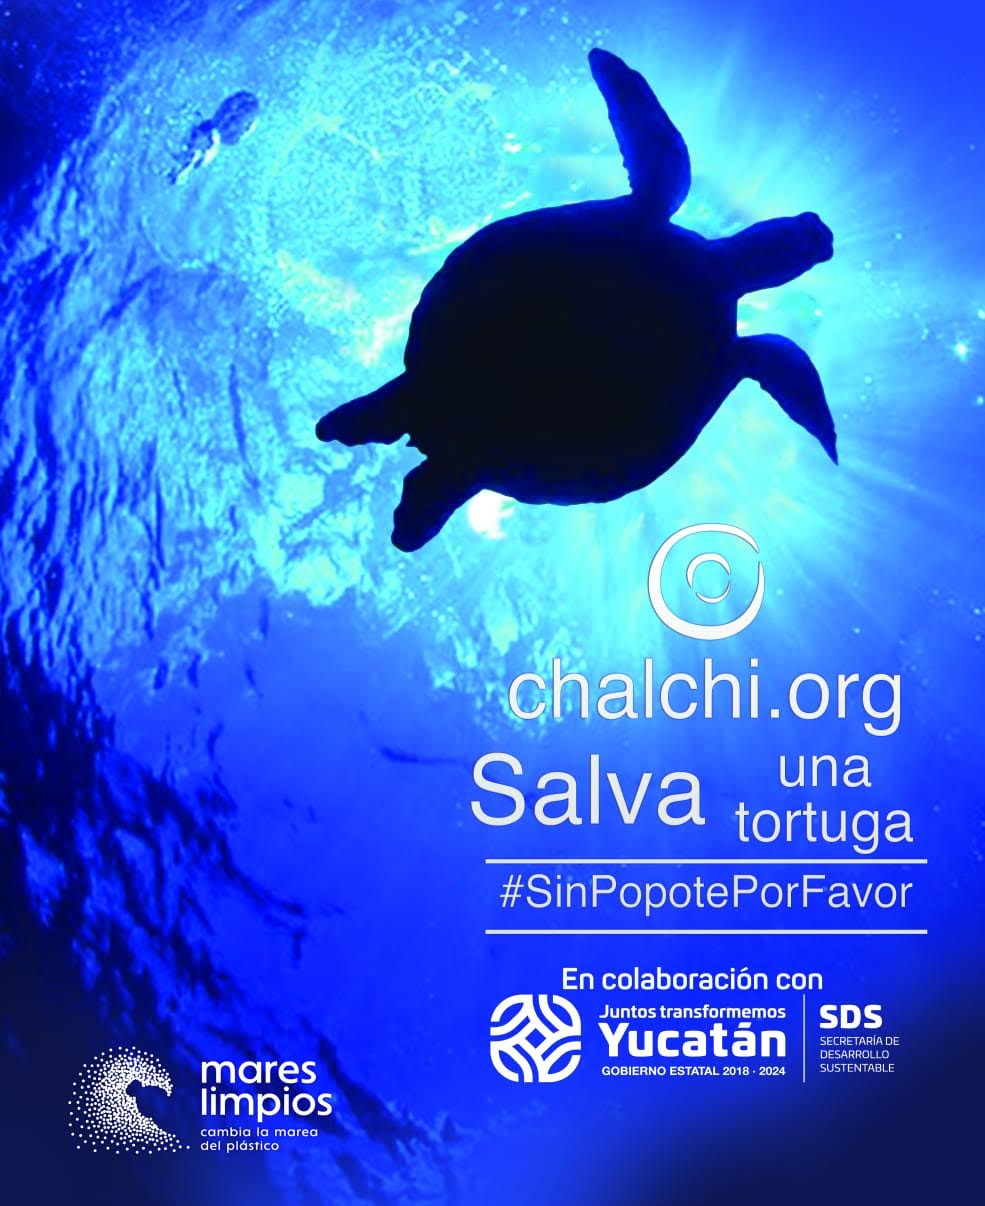 chalchi.org
Salva una
tortuga
#SinPopotePorFavor
En colaboración con
Juntos transformemos
Yucatán
GOBIERNO ESTATAL 2018 · 2024
SDS
SECRETARÍA DE
DESARROLLO
SUSTENTABLE
mares
limpios
cambia la marea
del plástico